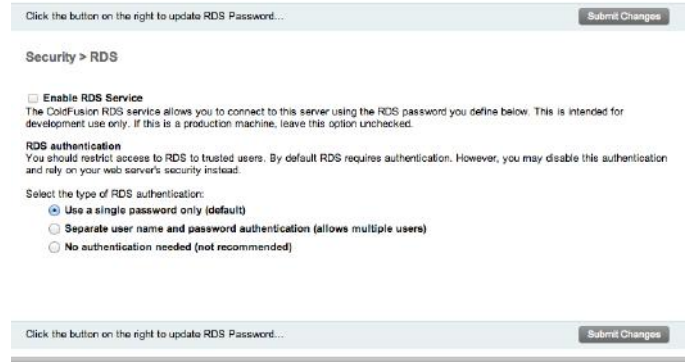 Click the button on the right to update RDS Password...
Submit Changes
Security > RDS
Enable RDS Service
The ColdFusion RDS service allows you to connect to this server using the RDS password you define below. This is intended for
development use only. If this is a production machine, leave this option unchecked.
RDS authentication
You should restrict access to RDS to trusted users. By default RDS requires authentication. However, you may disable this authentication
and rely on your web server's security instead.
Select the type of RDS authentication:
Use a single password only (default)
Separate user name and password authentication (allows multiple users)
No authentication needed (not recommended)
Click the button on the right to update RDS Password...
Submit Changes